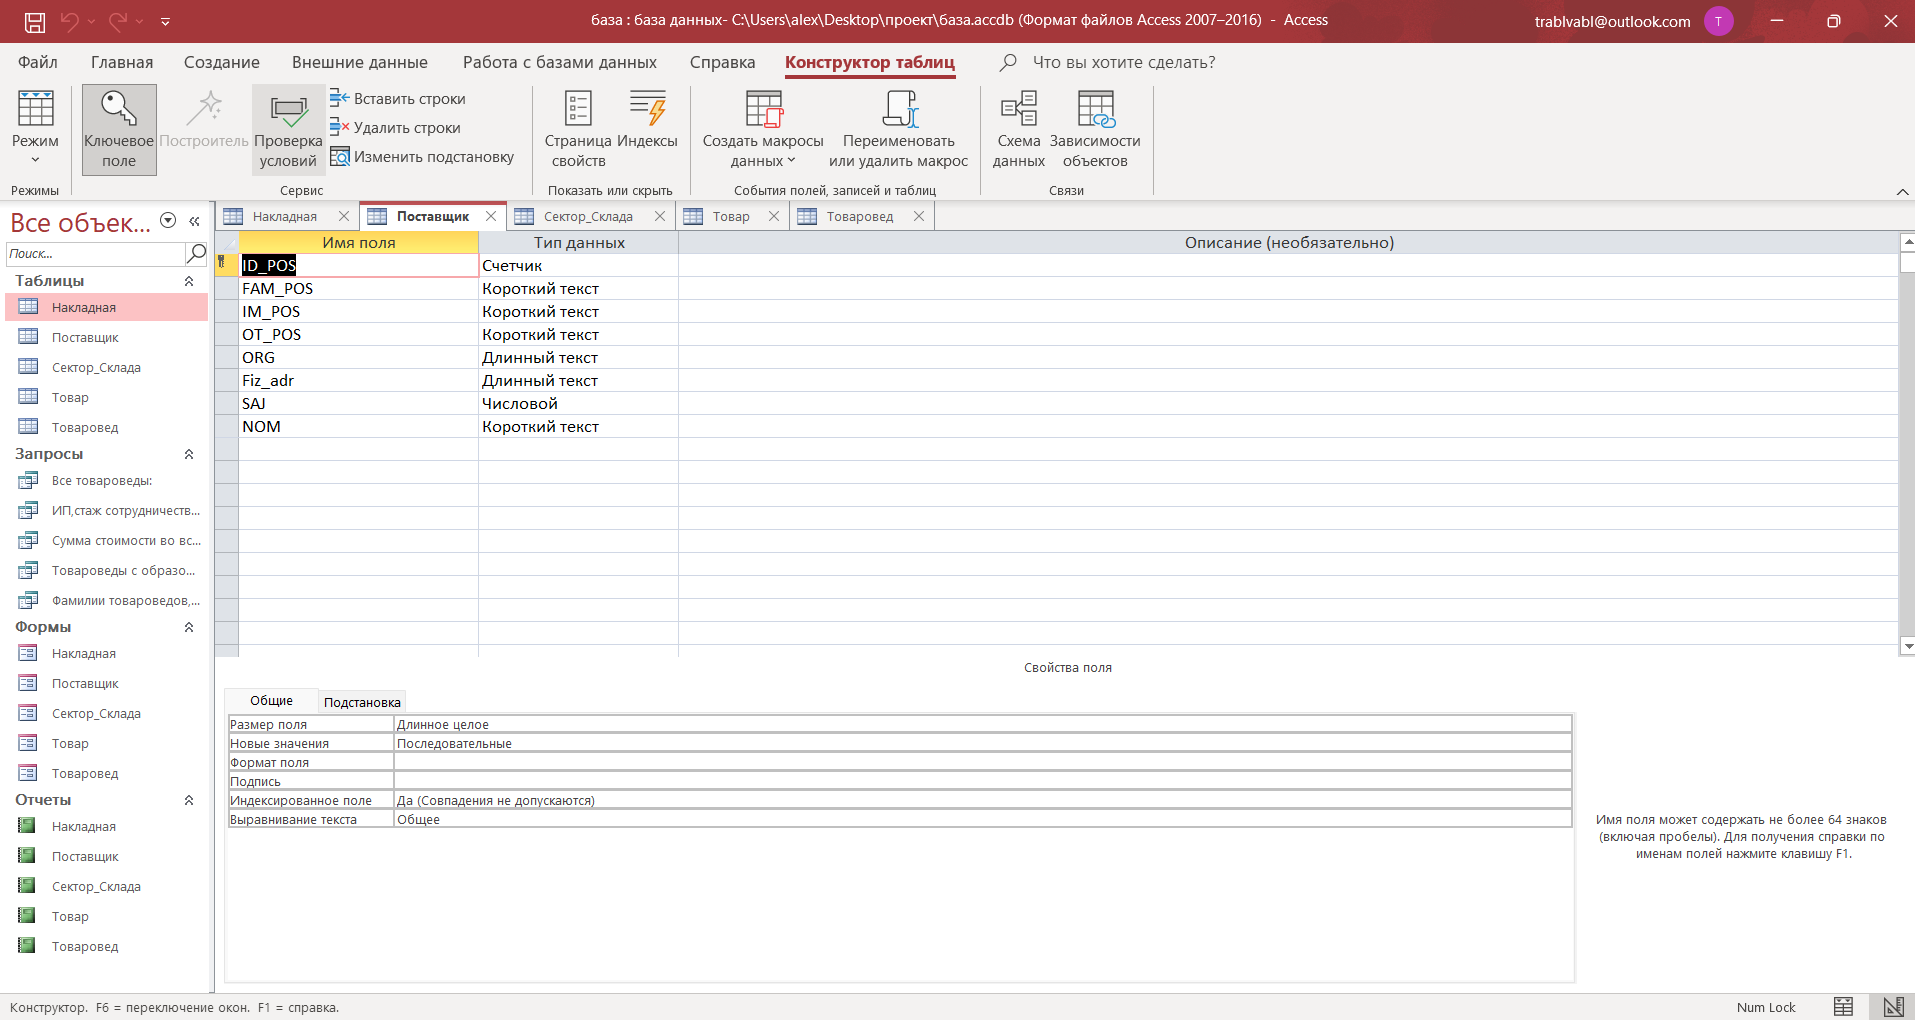 база : база данных- C:\Users\alex\Desktop\проект\база.accdb (Формат файлов Access 2007–2016) - Access
trablvabl@outlook.com
T
Файл Главная Создание Внешние данные Работа с базами данных Справка Конструктор таблиц Что вы хотите сделать?
Режим
Ключевое поле
Построитель
Проверка условий
Вставить строки
Удалить строки
Изменить подстановку
Страница свойств
Индексы
Создать макросы данных
Переименовать или удалить макрос
Схема данных
Зависимости объектов
Режимы
Сервис
Показать или скрыть
События полей, записей и таблиц
Связи
Все объек...
Поиск...
Таблицы
Накладная
Поставщик
Сектор_Склада
Товар
Товаровед
Запросы
Все товароведы:
ИП,стаж сотрудничеств...
Сумма стоимости во вс...
Товароведы с образо...
Фамилии товароведов,...
Формы
Накладная
Поставщик
Сектор_Склада
Товар
Товаровед
Отчеты
Накладная
Поставщик
Сектор_Склада
Товар
Товаровед
Накладная Поставщик Сектор_Склада Товар Товаровед
Имя поля Тип данных Описание (необязательно)
ID_POS Счетчик
FAM_POS Короткий текст
IM_POS Короткий текст
OT_POS Короткий текст
ORG Длинный текст
Fiz_adr Длинный текст
SAJ Числовой
NOM Короткий текст
Свойства поля
Общие Подстановка
Размер поля Длинное целое
Новые значения Последовательные
Формат поля
Подпись
Индексированное поле Да (Совпадения не допускаются)
Выравнивание текста Общее
Имя поля может содержать не более 64 знаков
(включая пробелы). Для получения справки по
именам полей нажмите клавишу F1.
Конструктор. F6 = переключение окон. F1 = справка.
Num Lock